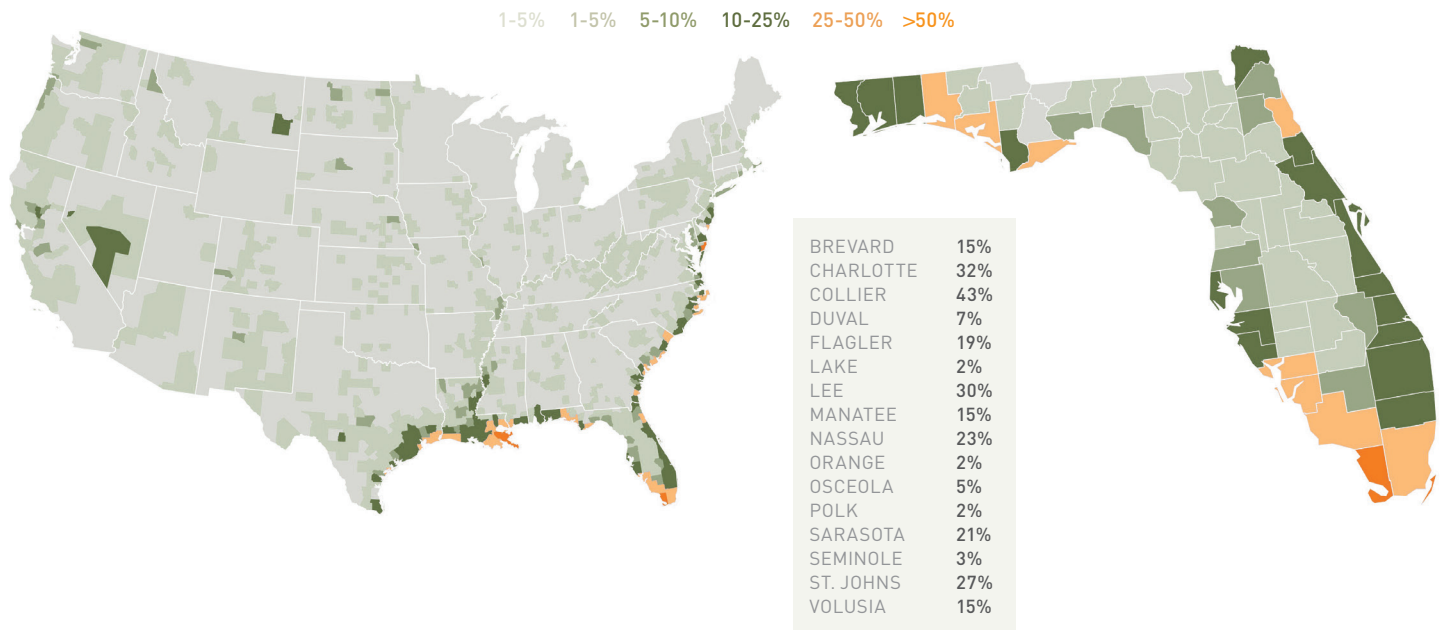 1-5% 1-5% 5-10% 10-25% 25-50% >50%
BREVARD 15%
CHARLOTTE 32%
COLLIER 43%
DUVAL 7%
FLAGLER 19%
LAKE 2%
LEE 30%
MANATEE 15%
NASSAU 23%
ORANGE 2%
OSCEOLA 5%
POLK 2%
SARASOTA 21%
SEMINOLE 3%
ST. JOHNS 27%
VOLUSIA 15%